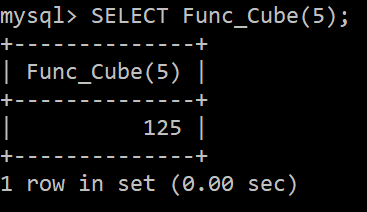 mysql> SELECT Func_Cube(5);
+--------------+
| Func_Cube(5) |
+--------------+
|          125 |
+--------------+
1 row in set (0.00 sec)